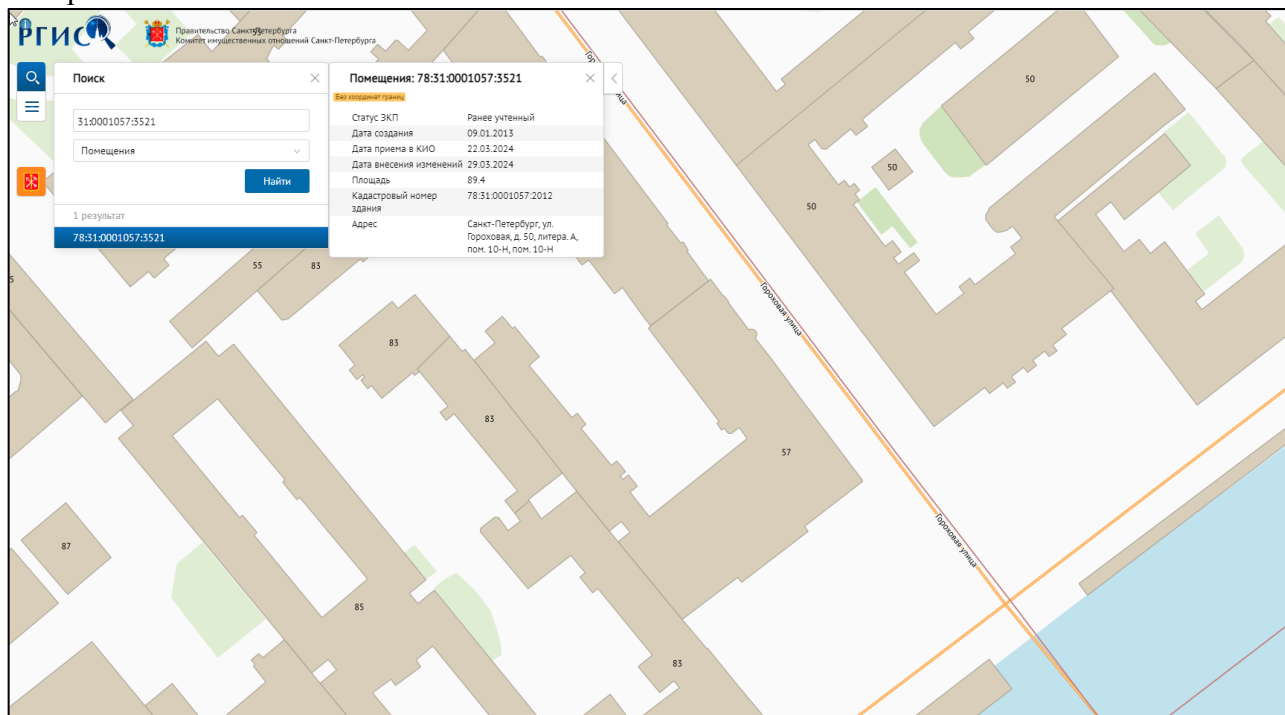 РГИС
Правительство Санкт-Петербурга
Комитет имущественных отношений Санкт-Петербурга
53
Поиск
31:0001057:3521
Помещения
Найти
1 результат
78:31:0001057:3521
Помещения: 78:31:0001057:3521
Без координат границ
Статус ЗКП Ранее учтенный
Дата создания 09.01.2013
Дата приема в КИО 22.03.2024
Дата внесения изменений 29.03.2024
Площадь 89.4
Кадастровый номер здания 78:31:0001057:2012
Адрес Санкт-Петербург, ул.
Гороховая, д. 50, литера. А,
пом. 10-Н, пом. 10-Н
50
50
50
55
83
Гороховая улица
83
83
57
Гороховая улица
87
85
83